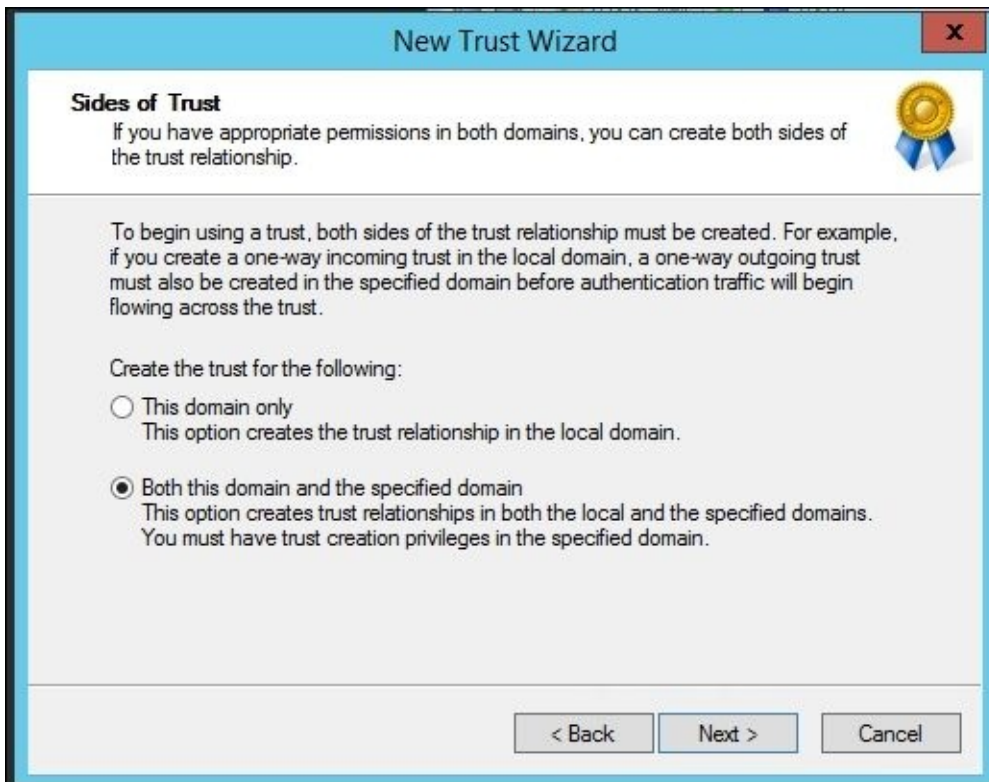 New Trust Wizard
x
Sides of Trust
If you have appropriate permissions in both domains, you can create both sides of
the trust relationship.
To begin using a trust, both sides of the trust relationship must be created. For example,
if you create a one-way incoming trust in the local domain, a one-way outgoing trust
must also be created in the specified domain before authentication traffic will begin
flowing across the trust.
Create the trust for the following:
This domain only
This option creates the trust relationship in the local domain.
Both this domain and the specified domain
This option creates trust relationships in both the local and the specified domains.
You must have trust creation privileges in the specified domain.
< Back
Next >
Cancel